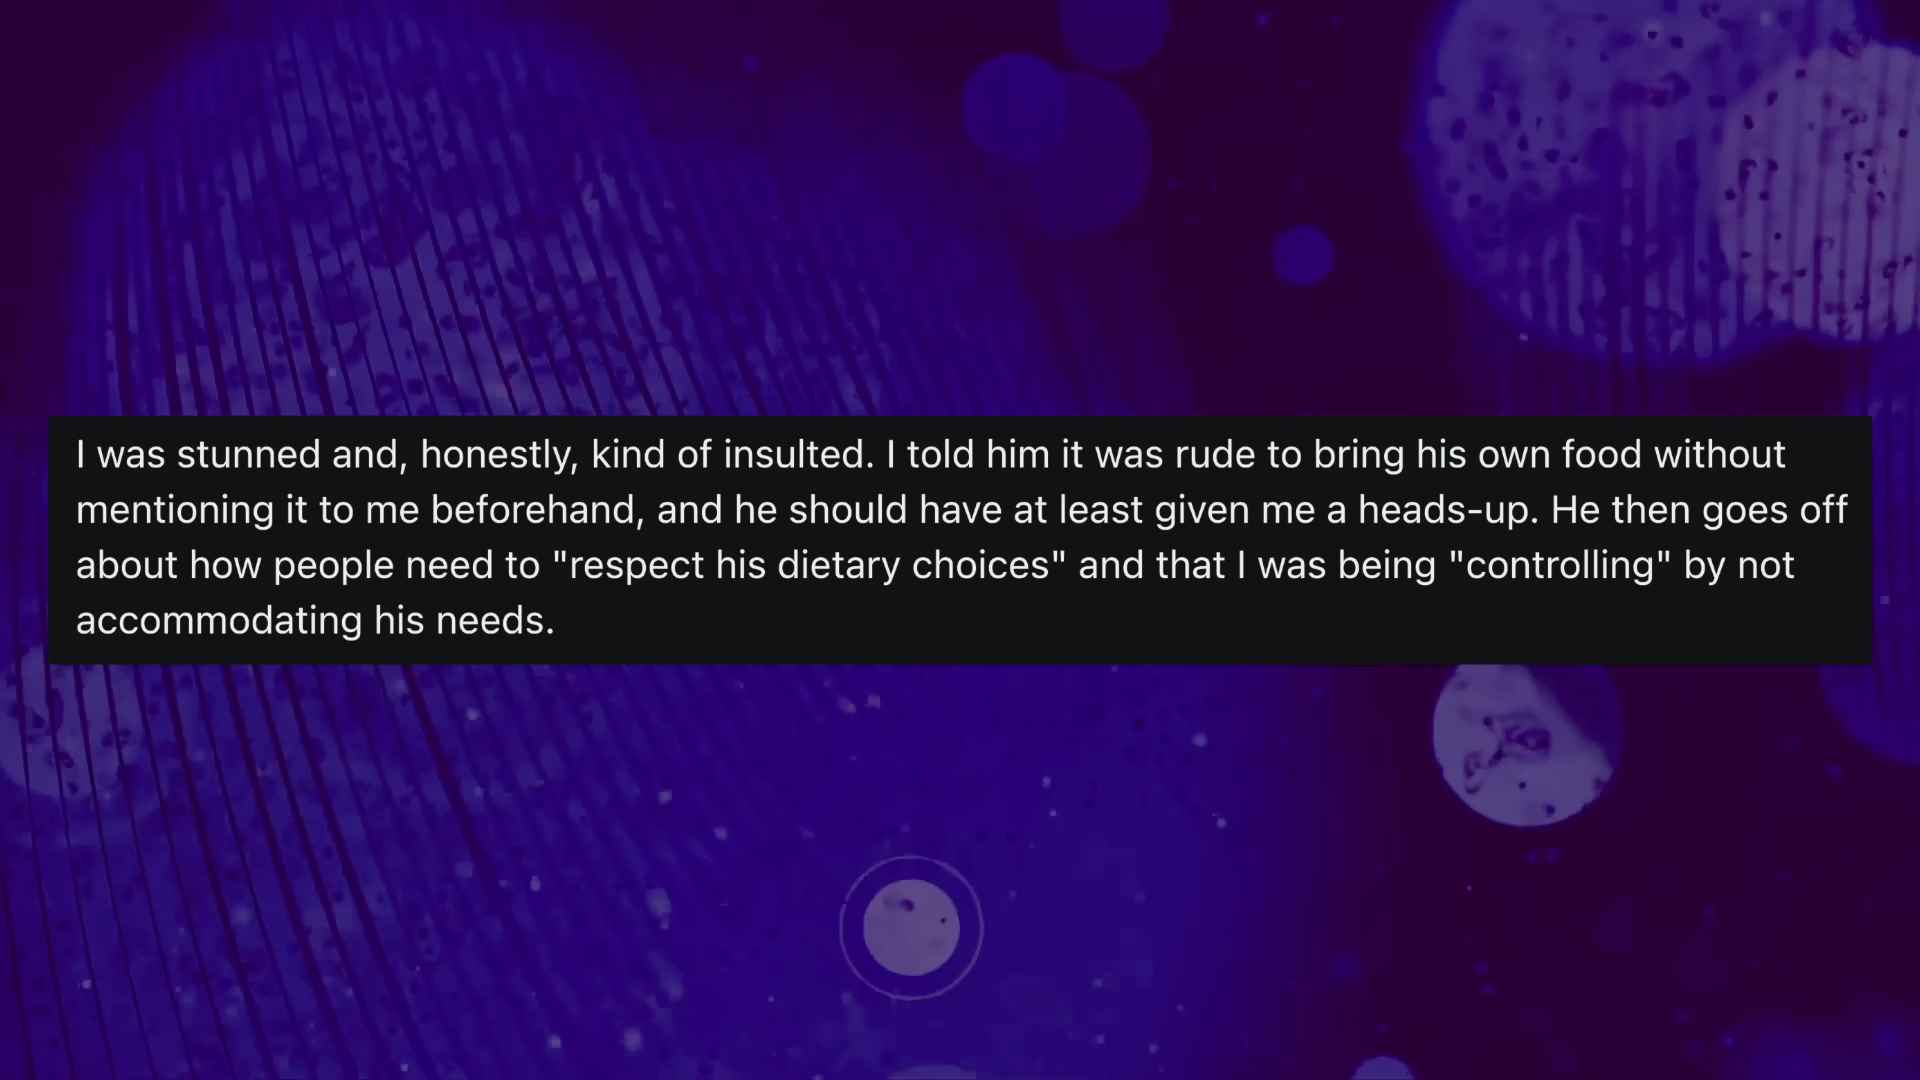 I was stunned and, honestly, kind of insulted. I told him it was rude to bring his own food without
mentioning it to me beforehand, and he should have at least given me a heads-up. He then goes off
about how people need to "respect his dietary choices" and that I was being "controlling" by not
accommodating his needs.